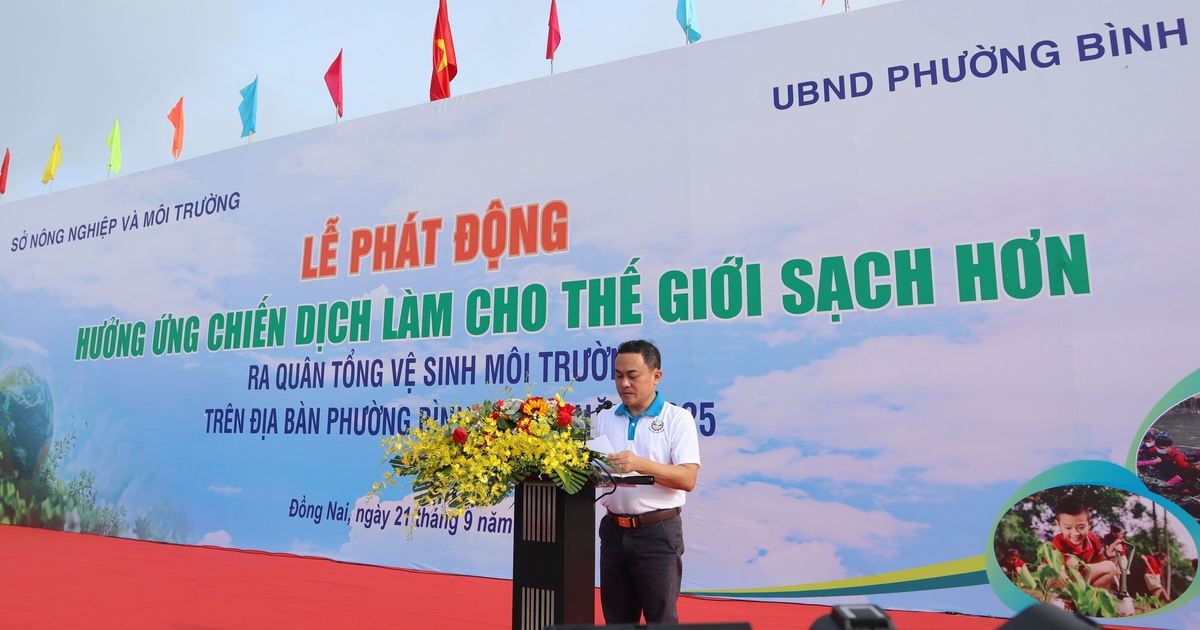 SỞ NÔNG NGHIỆP VÀ MÔI TRƯỜNG
UBND PHƯỜNG BÌNH
LỄ PHÁT ĐỘNG
HƯỞNG ỨNG CHIẾN DỊCH LÀM CHO THẾ GIỚI SẠCH HƠN
RA QUÂN TỔNG VỆ SINH MÔI TRƯỜN
TRÊN ĐỊA BÀN PHƯỜNG BÌNH
Đồng Nai, ngày 21 tháng 9 năm